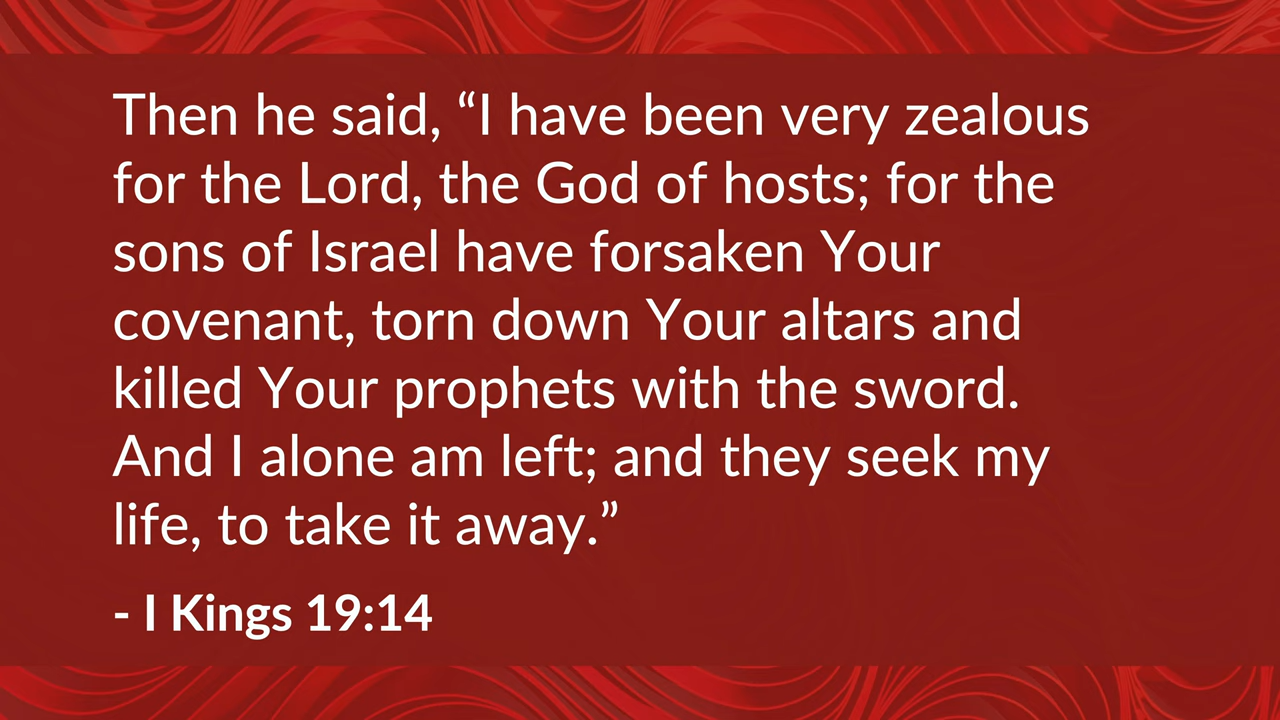 Then he said, “I have been very zealous
for the Lord, the God of hosts; for the
sons of Israel have forsaken Your
covenant, torn down Your altars and
killed Your prophets with the sword.
And I alone am left; and they seek my
life, to take it away.”
- I Kings 19:14